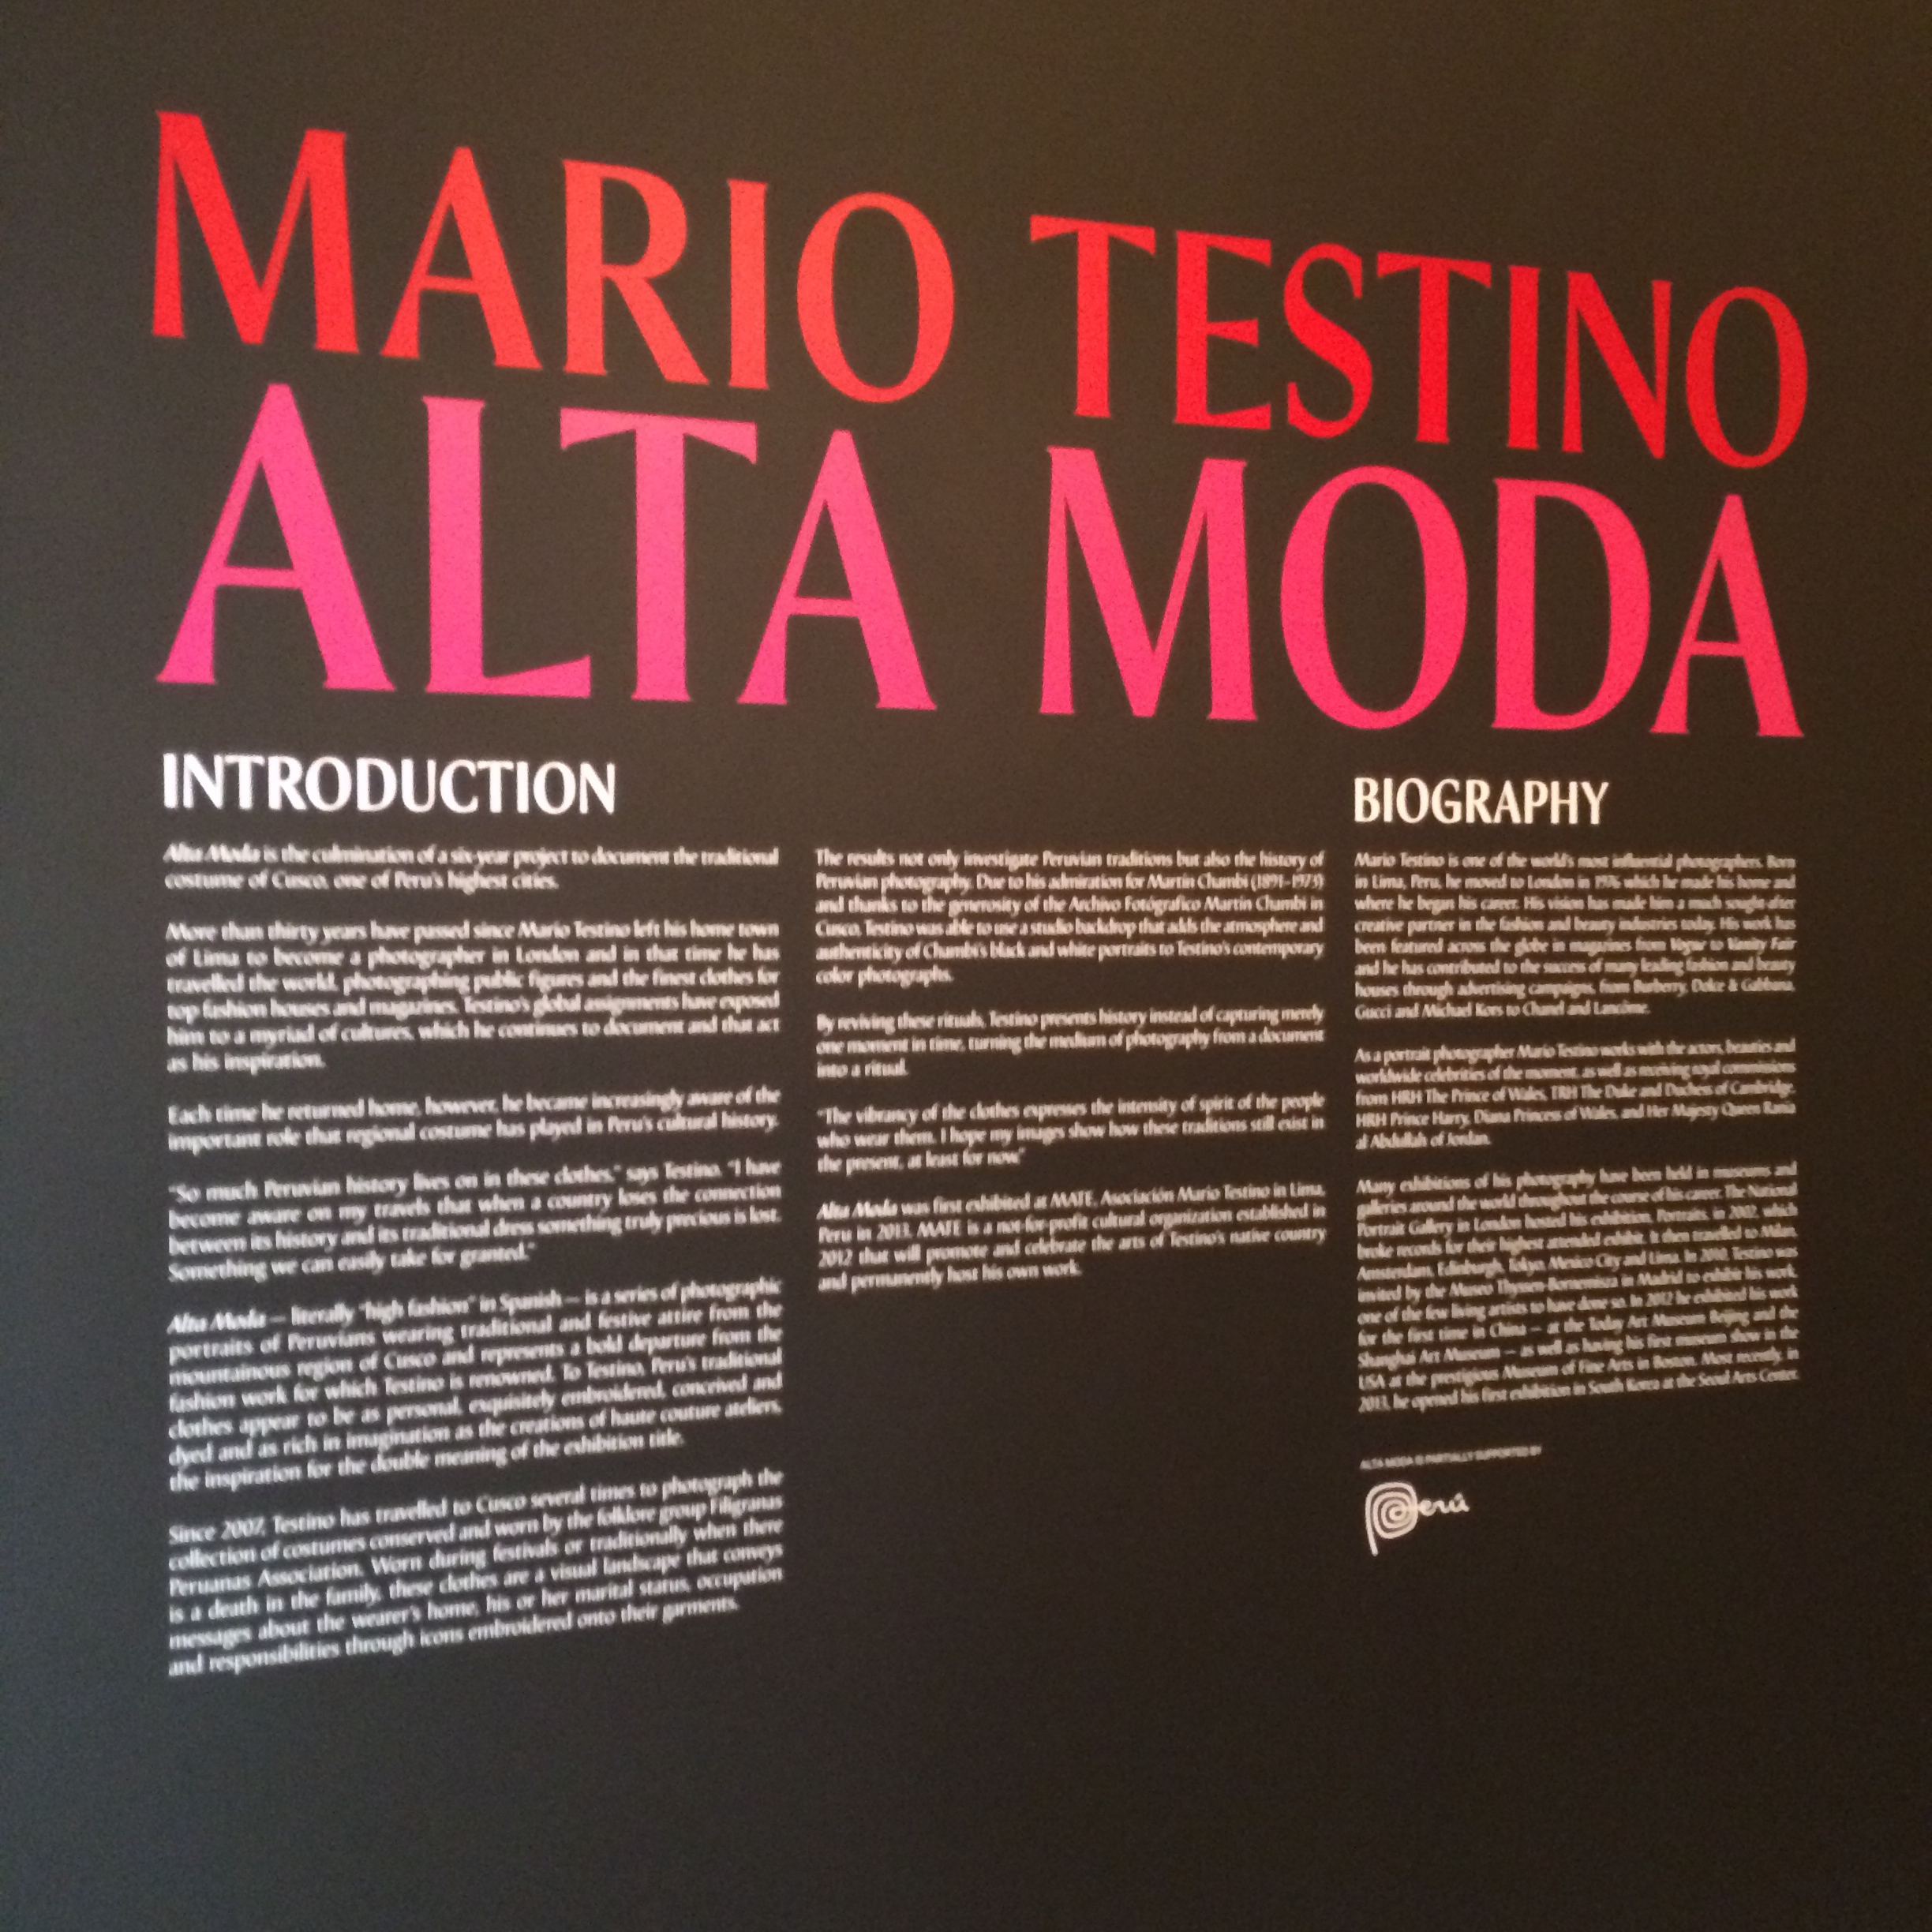 MARIO TESTINO
ALTA MODA
INTRODUCTION
Alta Moda is the culmination of a six-year project to document the traditional
costume of Cusco, one of Peru's highest cities.
More than thirty years have passed since Mario Testino left his home town
of Lima to become a photographer in London and in that time he has
travelled the world, photographing public figures and the finest clothes for
top fashion houses and magazines. Testino's global assignments have exposed
him to a myriad of cultures, which he continues to document and that act
as his inspiration.
Each time he returned home, however, he became increasingly aware of the
important role that regional costume has played in Peru's cultural history.
"So much Peruvian history lives on in these clothes," says Testino. "I have
become aware on my travels that when a country loses the connection
between its history and its traditional dress something truly precious is lost.
Something we can easily take for granted."
Alta Moda — literally "high fashion" in Spanish — is a series of photographic
portraits of Peruvians wearing traditional and festive attire from the
mountainous region of Cusco and represents a bold departure from the
fashion work for which Testino is renowned. To Testino, Peru's traditional
clothes appear to be as personal, exquisitely embroidered, conceived and
dyed and as rich in imagination as the creations of haute couture ateliers,
the inspiration for the double meaning of the exhibition title.
Since 2007, Testino has travelled to Cusco several times to photograph the
collection of costumes conserved and worn by the folklore group Filigranas
Peruanas Association. Worn during festivals or traditionally when there
is a death in the family, these clothes are a visual landscape that conveys
messages about the wearer's home, his or her marital status, occupation
and responsibilities through icons embroidered onto their garments.
The results not only investigate Peruvian traditions but also the history of
Peruvian photography. Due to his admiration for Martín Chambi (1891–1973)
and thanks to the generosity of the Archivo Fotógrafico Martín Chambi in
Cusco, Testino was able to use a studio backdrop that adds the atmosphere and
authenticity of Chambi's black and white portraits to Testino's contemporary
color photographs.
By reviving these rituals, Testino presents history instead of capturing merely
one moment in time, turning the medium of photography from a document
into a ritual.
"The vibrancy of the clothes expresses the intensity of spirit of the people
who wear them. I hope my images show how these traditions still exist in
the present, at least for now."
Alta Moda was first exhibited at MATE, Asociación Mario Testino in Lima,
Peru in 2013. MATE is a not-for-profit cultural organization established in
2012 that will promote and celebrate the arts of Testino's native country
and permanently host his own work.
BIOGRAPHY
Mario Testino is one of the world's most influential photographers. Born
in Lima, Peru, he moved to London in 1976 which he made his home and
where he began his career. His vision has made him a much sought-after
creative partner in the fashion and beauty industries today. His work has
been featured across the globe in magazines from Vogue to Vanity Fair
and he has contributed to the success of many leading fashion and beauty
houses through advertising campaigns, from Burberry, Dolce & Gabbana,
Gucci and Michael Kors to Chanel and Lancôme.
As a portrait photographer Mario Testino works with the actors, beauties and
worldwide celebrities of the moment, as well as receiving royal commissions
from HRH The Prince of Wales, TRH The Duke and Duchess of Cambridge,
HRH Prince Harry, Diana Princess of Wales, and Her Majesty Queen Rania
al Abdullah of Jordan.
Many exhibitions of his photography have been held in museums and
galleries around the world throughout the course of his career. The National
Portrait Gallery in London hosted his exhibition, Portraits, in 2002, which
broke records for their highest attended exhibit. It then travelled to Milan,
Amsterdam, Edinburgh, Tokyo, Mexico City and Lima. In 2010, Testino was
invited by the Museo Thyssen-Bornemisza in Madrid to exhibit his work,
one of the few living artists to have done so. In 2012 he exhibited his work
for the first time in China — at the Today Art Museum Beijing and the
Shanghai Art Museum — as well as having his first museum show in the
USA at the prestigious Museum of Fine Arts in Boston. Most recently, in
2013, he opened his first exhibition in South Korea at the Seoul Arts Center.
ALTA MODA IS PARTIALLY SUPPORTED BY
Perú